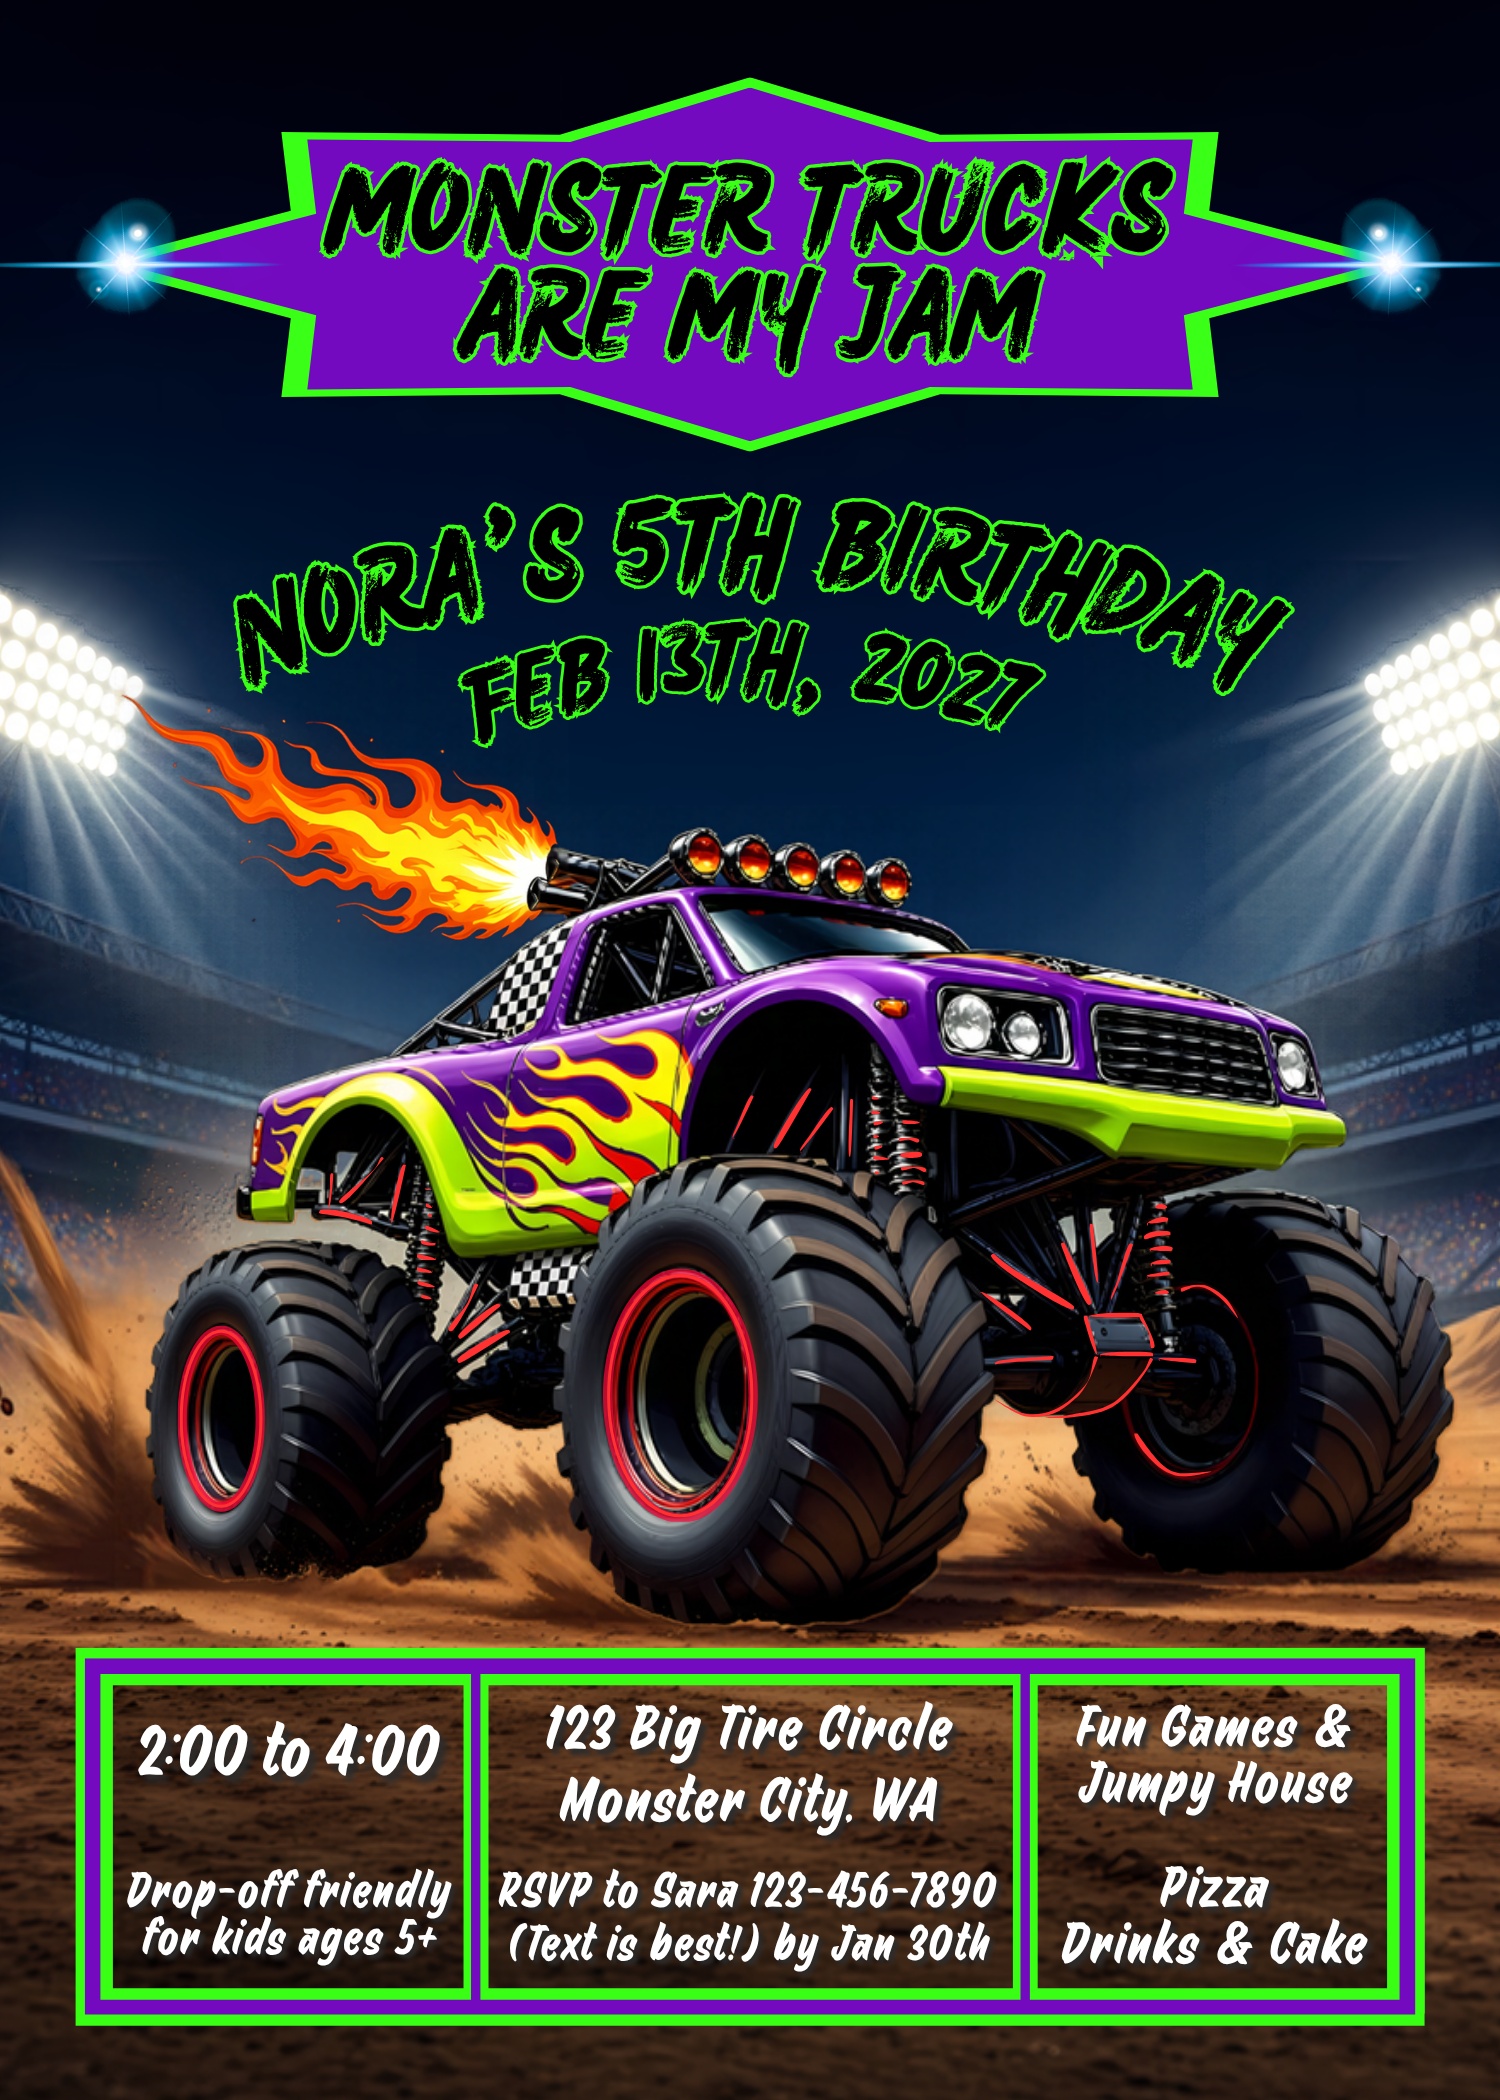 MONSTER TRUCKS
ARE MY JAM
NORA'S 5TH BIRTHDAY
FEB 13TH, 2027
2:00 to 4:00
Drop-off friendly
for kids ages 5+
123 Big Tire Circle
Monster City, WA
RSVP to Sara 123-456-7890
(Text is best!) by Jan 30th
Fun Games &
Jumpy House
Pizza
Drinks & Cake